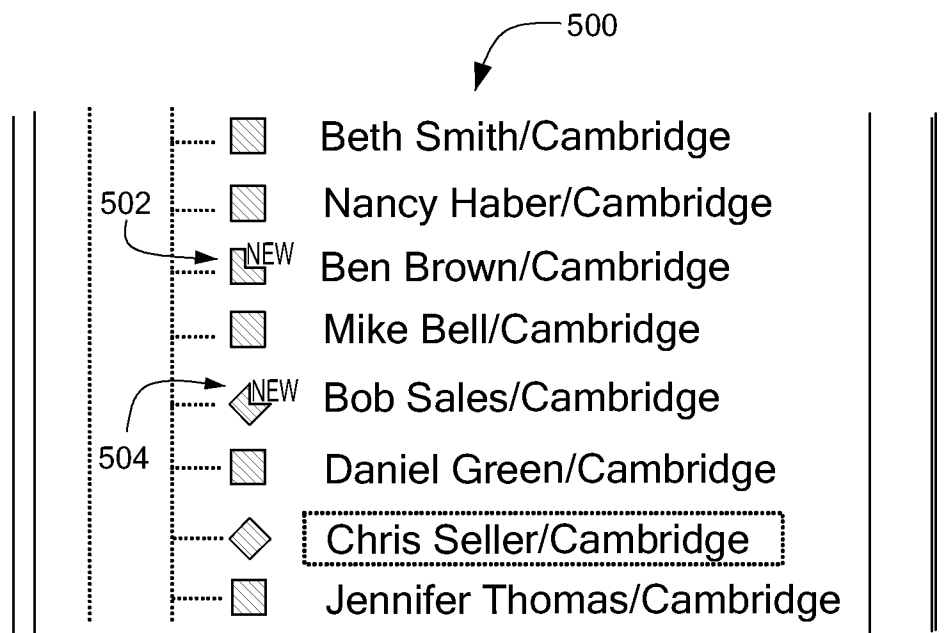 500
Beth Smith/Cambridge
502
Nancy Haber/Cambridge
NEW Ben Brown/Cambridge
Mike Bell/Cambridge
NEW Bob Sales/Cambridge
504
Daniel Green/Cambridge
Chris Seller/Cambridge
Jennifer Thomas/Cambridge